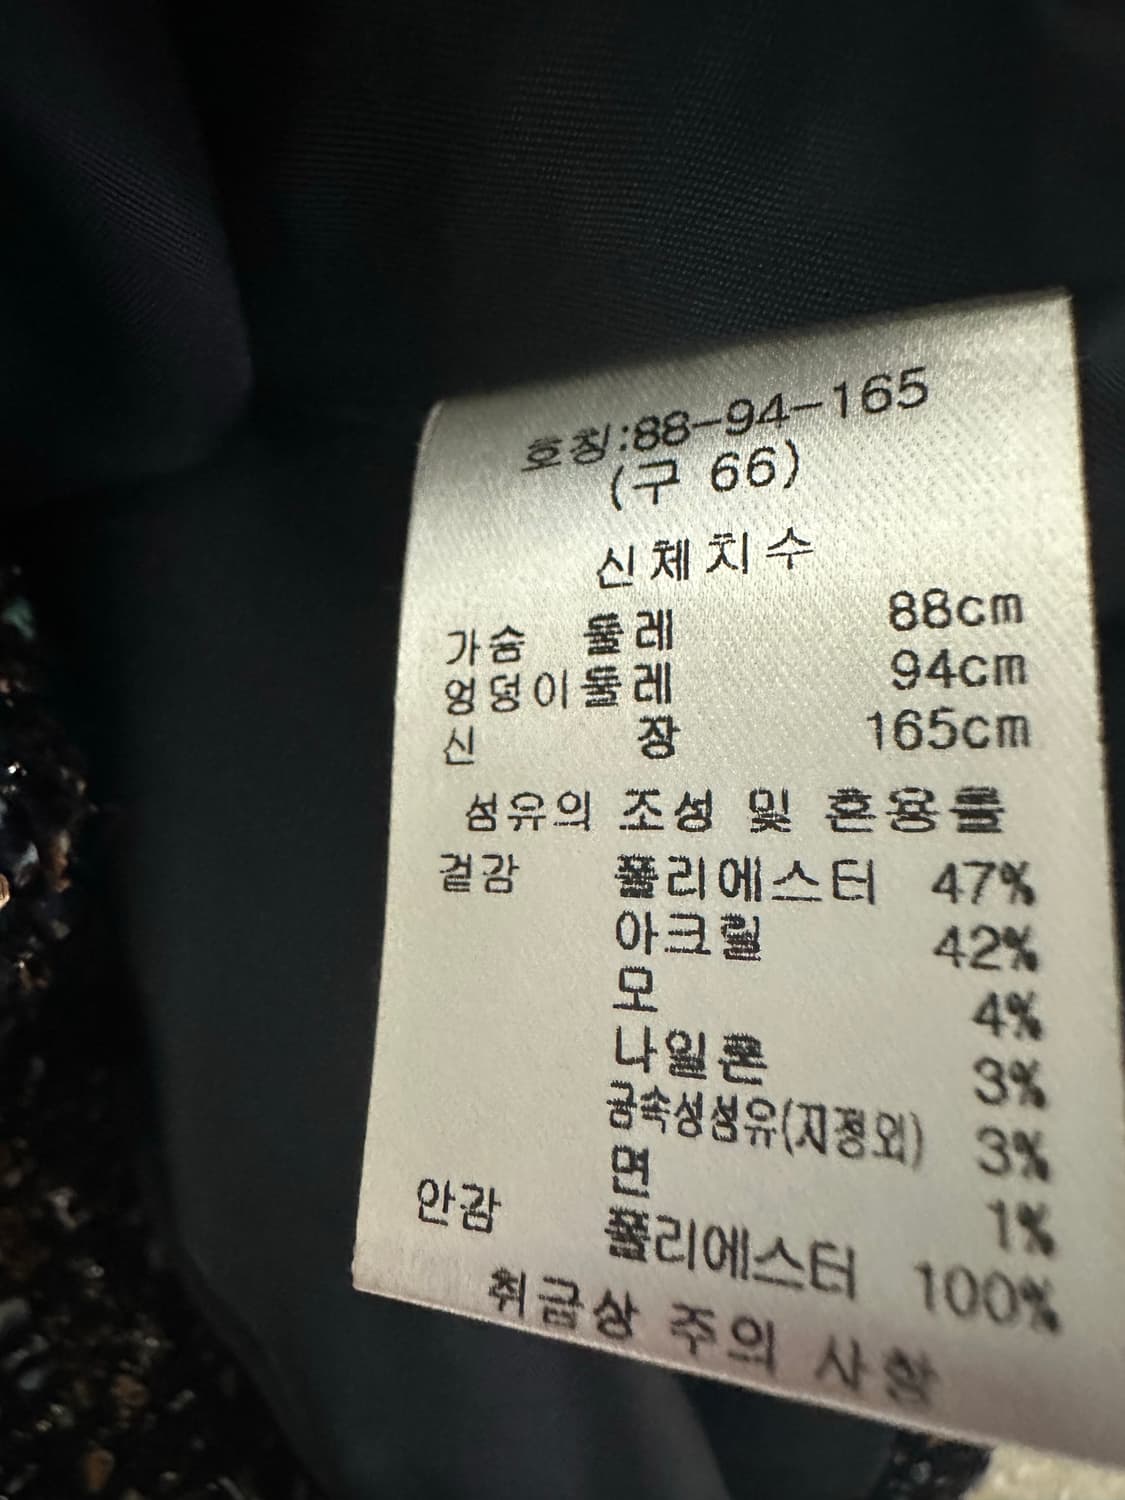 호칭:88-94-165
(구 66)
신체치수
가슴 둘레 88cm
엉덩이둘레 94cm
신 장 165cm
섬유의 조성 및 혼용률
겉감 폴리에스터 47%
아크릴 42%
모 4%
나일론 3%
금속성섬유(지정외) 3%
면 1%
안감 폴리에스터 100%
취급상 주의 사항